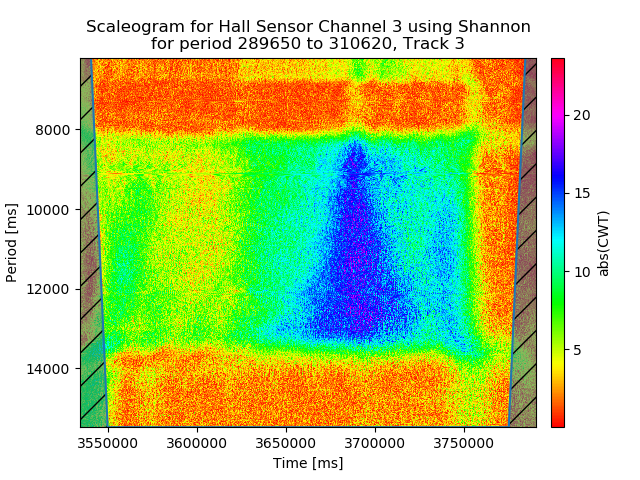 Scaleogram for Hall Sensor Channel 3 using Shannon
for period 289650 to 310620, Track 3
8000
10000
12000
14000
Period [ms]
3550000 3600000 3650000 3700000 3750000
Time [ms]
20
15
10
5
abs(CWT)